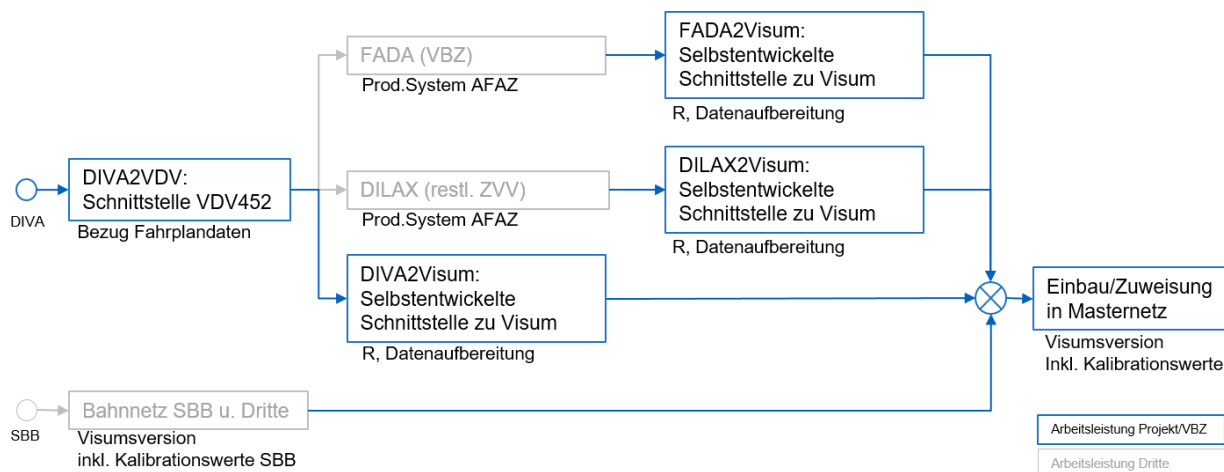 FADA (VBZ)
Prod.System AFAZ
FADA2Visum:
Selbstentwickelte
Schnittstelle zu Visum
R, Datenaufbereitung
DIVA
DIVA2VDV:
Schnittstelle VDV452
Bezug Fahrplandaten
DILAX (restl. ZVV)
Prod.System AFAZ
DILAX2Visum:
Selbstentwickelte
Schnittstelle zu Visum
R, Datenaufbereitung
DIVA2Visum:
Selbstentwickelte
Schnittstelle zu Visum
R, Datenaufbereitung
Einbau/Zuweisung
in Masternetz
Visumsversion
Inkl. Kalibrationswerte
SBB
Bahnnetz SBB u. Dritte
Visumsversion
inkl. Kalibrationswerte SBB
Arbeitsleistung Projekt/VBZ
Arbeitsleistung Dritte